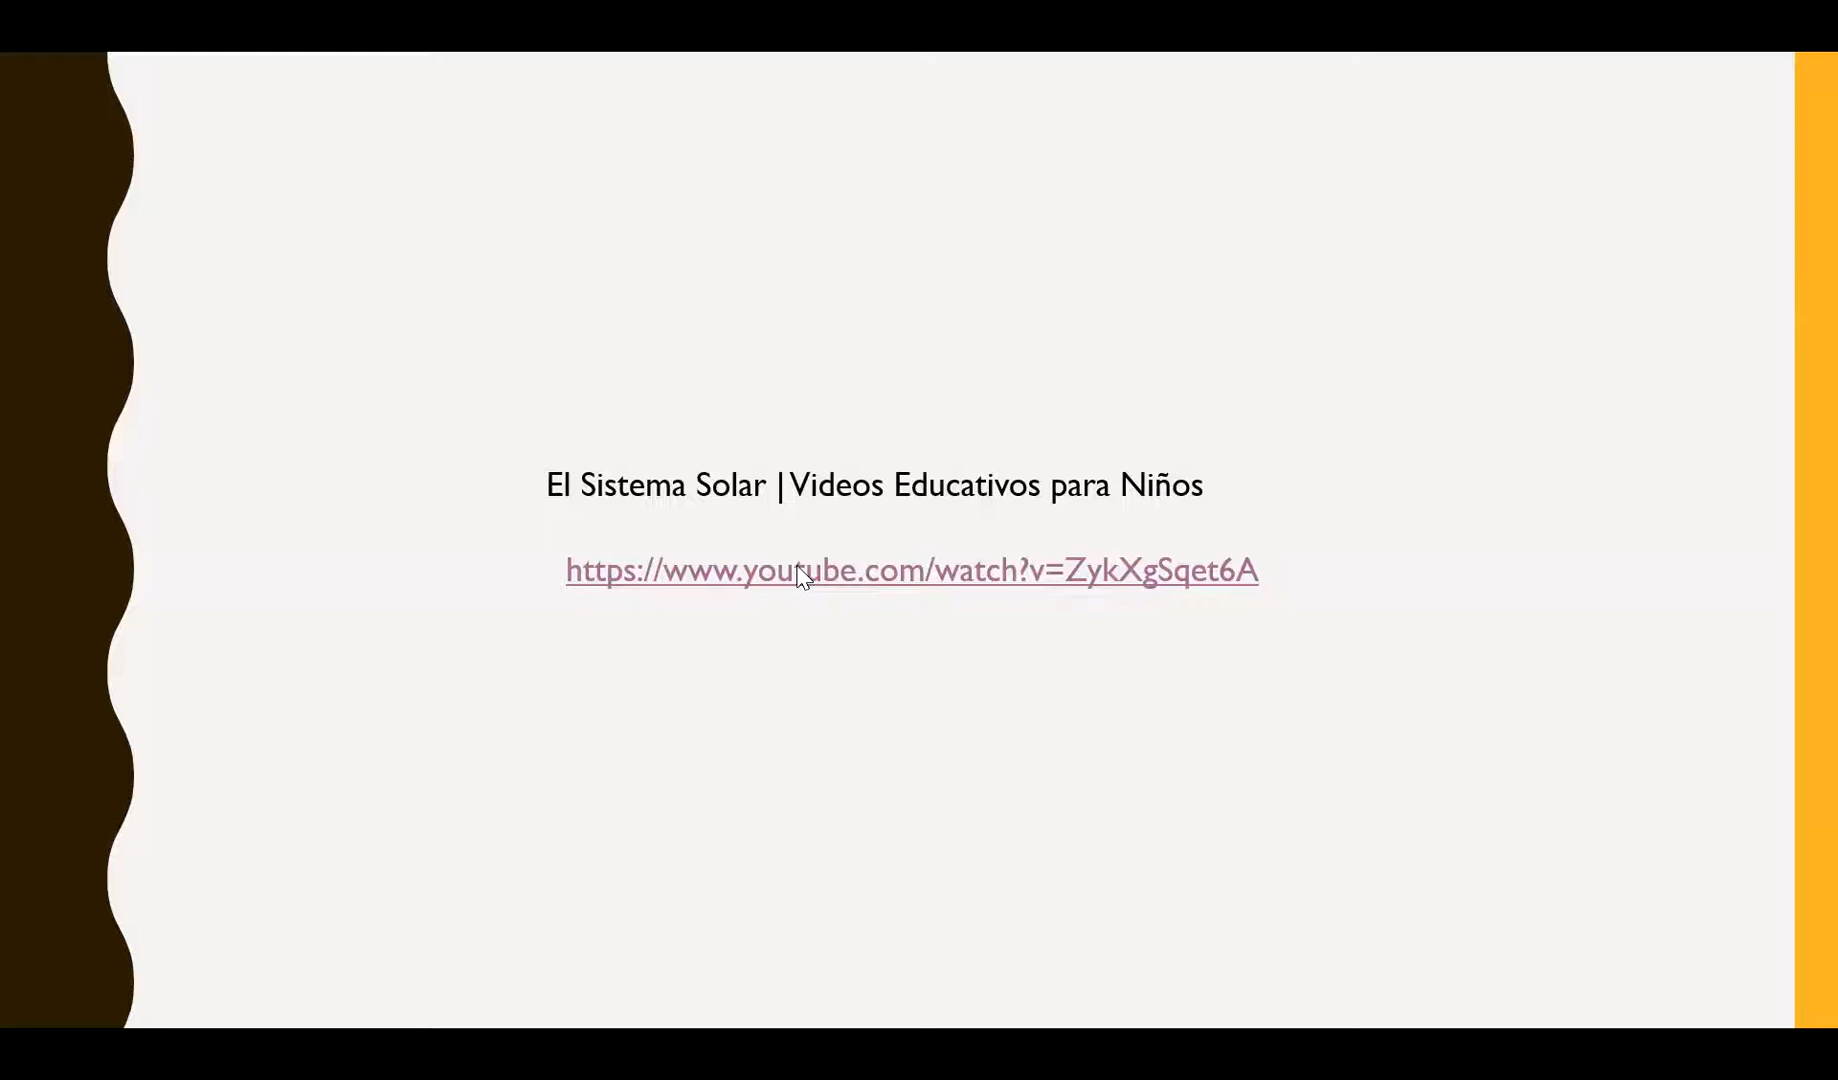 El Sistema Solar | Videos Educativos para Niños
https://www.youtube.com/watch?v=ZykXgSqet6A